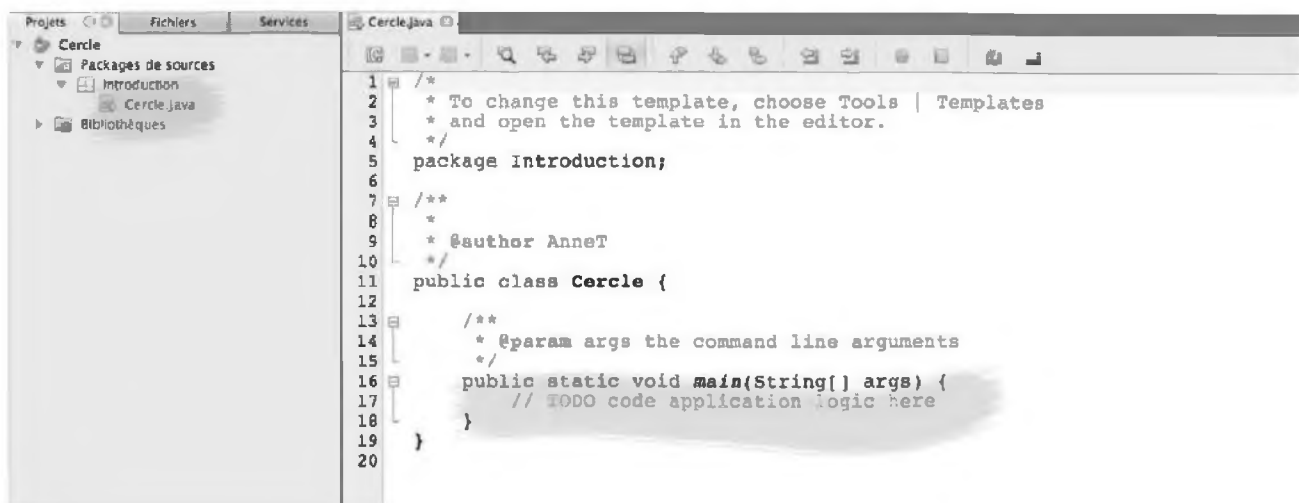 Projets Fichiers Services
Cercle
Packages de sources
Introduction
Cercle.java
Bibliothèques
Cercle.java
1 /*
2 * To change this template, choose Tools | Templates
3 * and open the template in the editor.
4 */
5 package Introduction;
6
7 /**
8 *
9 * @author AnneT
10 */
11 public class Cercle {
12
13 /**
14 * @param args the command line arguments
15 */
16 public static void main(String[] args) {
17 // TODO code application logic here
18 }
19 }
20